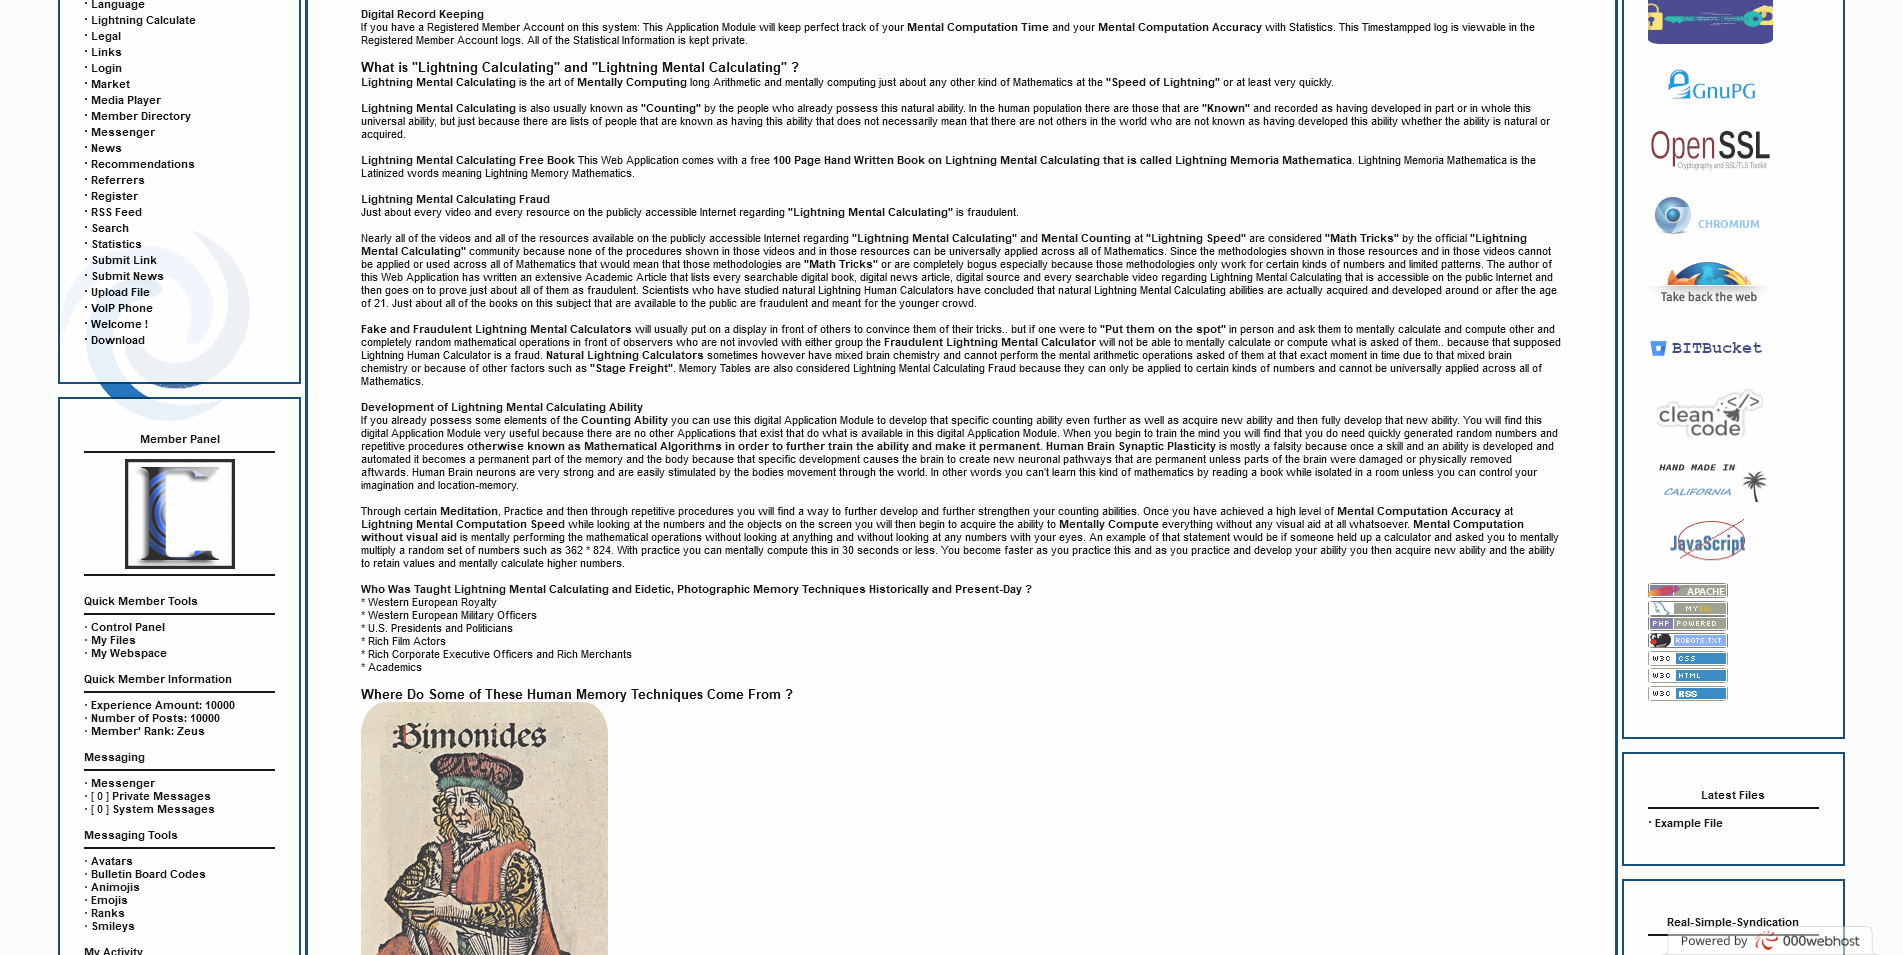 · Language
· Lightning Calculate
· Legal
· Links
· Login
· Market
· Media Player
· Member Directory
· Messenger
· News
· Recommendations
· Referrers
· Register
· RSS Feed
· Search
· Statistics
· Submit Link
· Submit News
· Upload File
· VoIP Phone
· Welcome !
· Download
Member Panel
Quick Member Tools
· Control Panel
· My Files
· My Webspace
Quick Member Information
· Experience Amount: 10000
· Number of Posts: 10000
· Member' Rank: Zeus
Messaging
· Messenger
· [ 0 ] Private Messages
· [ 0 ] System Messages
Messaging Tools
· Avatars
· Bulletin Board Codes
· Animojis
· Emojis
· Ranks
· Smileys
My Activity
Digital Record Keeping
If you have a Registered Member Account on this system: This Application Module will keep perfect track of your Mental Computation Time and your Mental Computation Accuracy with Statistics. This Timestampped log is viewable in the
Registered Member Account logs. All of the Statistical Information is kept private.
What is "Lightning Calculating" and "Lightning Mental Calculating" ?
Lightning Mental Calculating is the art of Mentally Computing long Arithmetic and mentally computing just about any other kind of Mathematics at the "Speed of Lightning" or at least very quickly.
Lightning Mental Calculating is also usually known as "Counting" by the people who already possess this natural ability. In the human population there are those that are "Known" and recorded as having developed in part or in whole this
universal ability, but just because there are lists of people that are known as having this ability that does not necessarily mean that there are not others in the world who are not known as having developed this ability whether the ability is natural or
acquired.
Lightning Mental Calculating Free Book This Web Application comes with a free 100 Page Hand Written Book on Lightning Mental Calculating that is called Lightning Memoria Mathematica. Lightning Memoria Mathematica is the
Latinized words meaning Lightning Memory Mathematics.
Lightning Mental Calculating Fraud
Just about every video and every resource on the publicly accessible Internet regarding "Lightning Mental Calculating" is fraudulent.
Nearly all of the videos and all of the resources available on the publicly accessible Internet regarding "Lightning Mental Calculating" and Mental Counting at "Lightning Speed" are considered "Math Tricks" by the official "Lightning
Mental Calculating" community because none of the procedures shown in those videos and in those resources can be universally applied across all of Mathematics. Since the methodologies shown in those resources and in those videos cannot
be applied or used across all of Mathematics that would mean that those methodologies are "Math Tricks" or are completely bogus especially because those methodologies only work for certain kinds of numbers and limited patterns. The author of
this Web Application has written an extensive Academic Article that lists every searchable digital book, digital news article, digital source and every searchable video regarding Lightning Mental Calculating that is accessible on the public Internet and
then goes on to prove just about all of them as fraudulent. Scientists who have studied natural Lightning Human Calculators have concluded that natural Lightning Mental Calculating abilities are actually acquired and developed around or after the age
of 21. Just about all of the books on this subject that are available to the public are fraudulent and meant for the younger crowd.
Fake and Fraudulent Lightning Mental Calculators will usually put on a display in front of others to convince them of their tricks.. but if one were to "Put them on the spot" in person and ask them to mentally calculate and compute other and
completely random mathematical operations in front of observers who are not invovled with either group the Fraudulent Lightning Mental Calculator will not be able to mentally calculate or compute what is asked of them.. because that supposed
Lightning Human Calculator is a fraud. Natural Lightning Calculators sometimes however have mixed brain chemistry and cannot perform the mental arithmetic operations asked of them at that exact moment in time due to that mixed brain
chemistry or because of other factors such as "Stage Freight". Memory Tables are also considered Lightning Mental Calculating Fraud because they can only be applied to certain kinds of numbers and cannot be universally applied across all of
Mathematics.
Development of Lightning Mental Calculating Ability
If you already possess some elements of the Counting Ability you can use this digital Application Module to develop that specific counting ability even further as well as acquire new ability and then fully develop that new ability. You will find this
digital Application Module very useful because there are no other Applications that exist that do what is available in this digital Application Module. When you begin to train the mind you will find that you do need quickly generated random numbers and
repetitive procedures otherwise known as Mathematical Algorithms in order to further train the ability and make it permanent. Human Brain Synaptic Plasticity is mostly a falsity because once a skill and an ability is developed and
automated it becomes a permanent part of the memory and the body because that specific development causes the brain to create new neuronal pathways that are permanent unless parts of the brain were damaged or physically removed
aftwards. Human Brain neurons are very strong and are easily stimulated by the bodies movement through the world. In other words you can't learn this kind of mathematics by reading a book while isolated in a room unless you can control your
imagination and location-memory.
Through certain Meditation, Practice and then through repetitive procedures you will find a way to further develop and further strengthen your counting abilities. Once you have achieved a high level of Mental Computation Accuracy at
Lightning Mental Computation Speed while looking at the numbers and the objects on the screen you will then begin to acquire the ability to Mentally Compute everything without any visual aid at all whatsoever. Mental Computation
without visual aid is mentally performing the mathematical operations without looking at anything and without looking at any numbers with your eyes. An example of that statement would be if someone held up a calculator and asked you to mentally
multiply a random set of numbers such as 362 * 824. With practice you can mentally compute this in 30 seconds or less. You become faster as you practice this and as you practice and develop your ability you then acquire new ability and the ability
to retain values and mentally calculate higher numbers.
Who Was Taught Lightning Mental Calculating and Eidetic, Photographic Memory Techniques Historically and Present-Day ?
* Western European Royalty
* Western European Military Officers
* U.S. Presidents and Politicians
* Rich Film Actors
* Rich Corporate Executive Officers and Rich Merchants
* Academics
Where Do Some of These Human Memory Techniques Come From ?
Simonides
GnuPG
OpenSSL
Cryptography and SSL/TLS Toolkit
CHROMIUM
Take back the web
BITBucket
clean </>
code
HAND MADE IN
CALIFORNIA
JavaScript
APACHE
MYSQL
PHP POWERED
ROBOTS.TXT
W3C CSS
W3C HTML
W3C RSS
Latest Files
· Example File
Real-Simple-Syndication
Powered by 000webhost